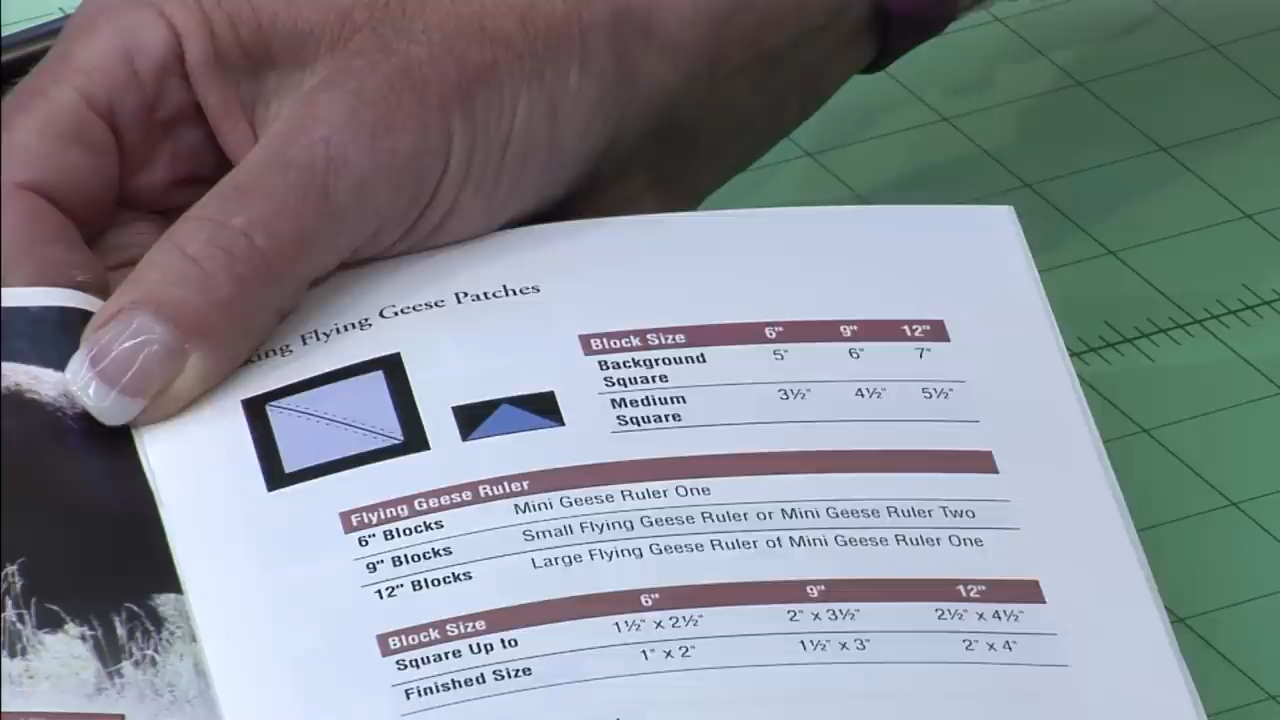 Flying Geese Patches
Block Size 6" 9" 12"
Background Square 5" 6" 7"
Medium Square 3½" 4½" 5½"
Flying Geese Ruler
6" Blocks Mini Geese Ruler One
9" Blocks Small Flying Geese Ruler or Mini Geese Ruler Two
12" Blocks Large Flying Geese Ruler of Mini Geese Ruler One
Block Size 6" 9" 12"
Square Up to 1½" x 2½" 2" x 3½" 2½" x 4½"
Finished Size 1" x 2" 1½" x 3" 2" x 4"